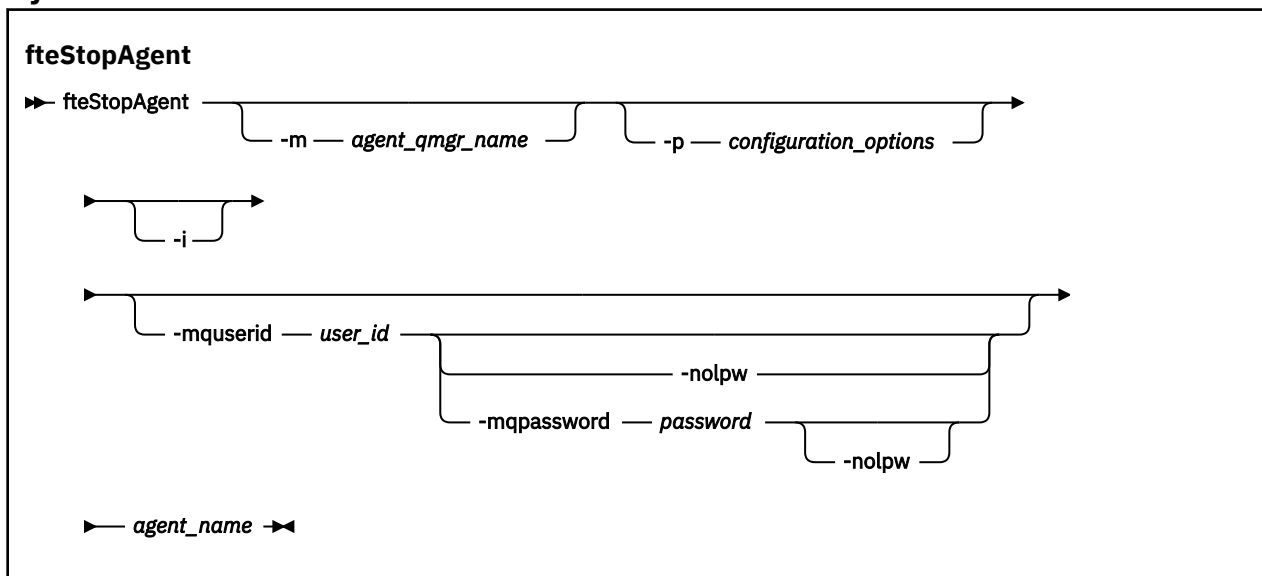 fteStopAgent
fteStopAgent
-m agent_qmgr_name -p configuration_options
-i
-mquserid user_id
-nolpw
-mqpassword password
-nolpw
agent_name